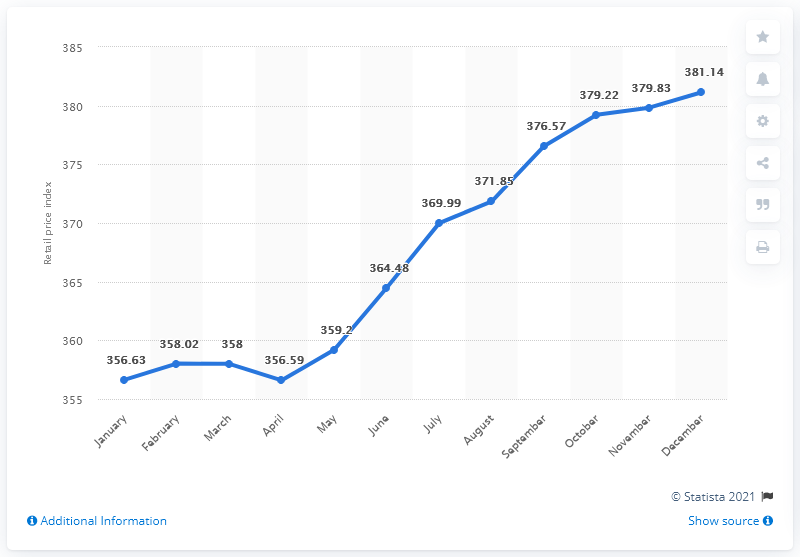 385
380
375
370
365
360
355
Retail price index
356.63
358.02
358
356.59
359.2
364.48
369.99
371.85
376.57
379.22
379.83
381.14
January
February
March
April
May
June
July
August
September
October
November
December
© Statista 2021
Additional Information
Show source